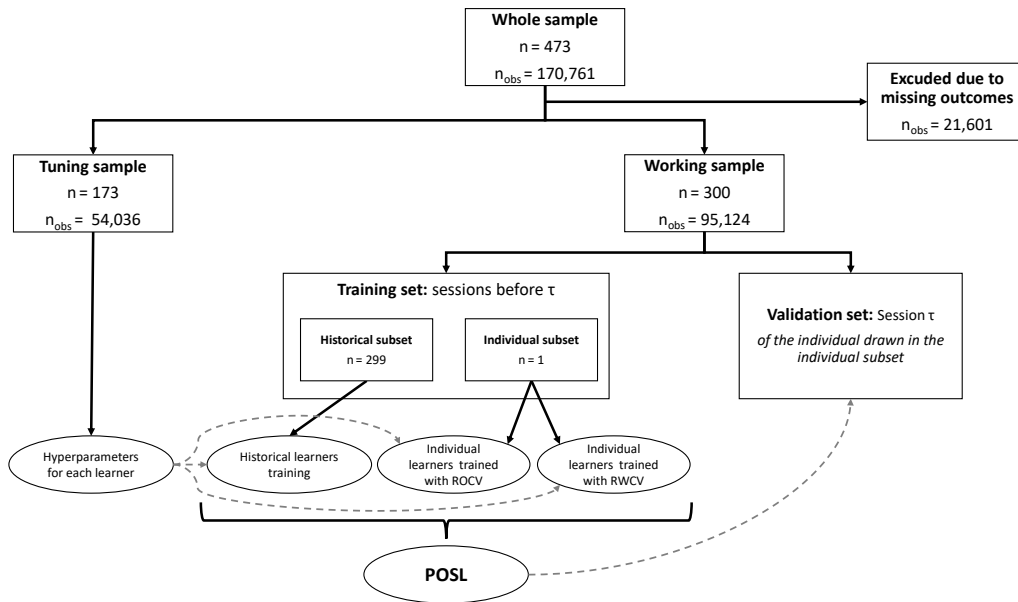 Whole sample
n = 473
nobs = 170,761
Excuded due to
missing outcomes
nobs = 21,601
Tuning sample
n = 173
nobs = 54,036
Working sample
n = 300
nobs = 95,124
Training set: sessions before τ
Historical subset
n = 299
Individual subset
n = 1
Validation set: Session τ
of the individual drawn in the
individual subset
Hyperparameters
for each learner
Historical learners
training
Individual
learners trained
with ROCV
Individual
learners trained
with RWCV
POSL